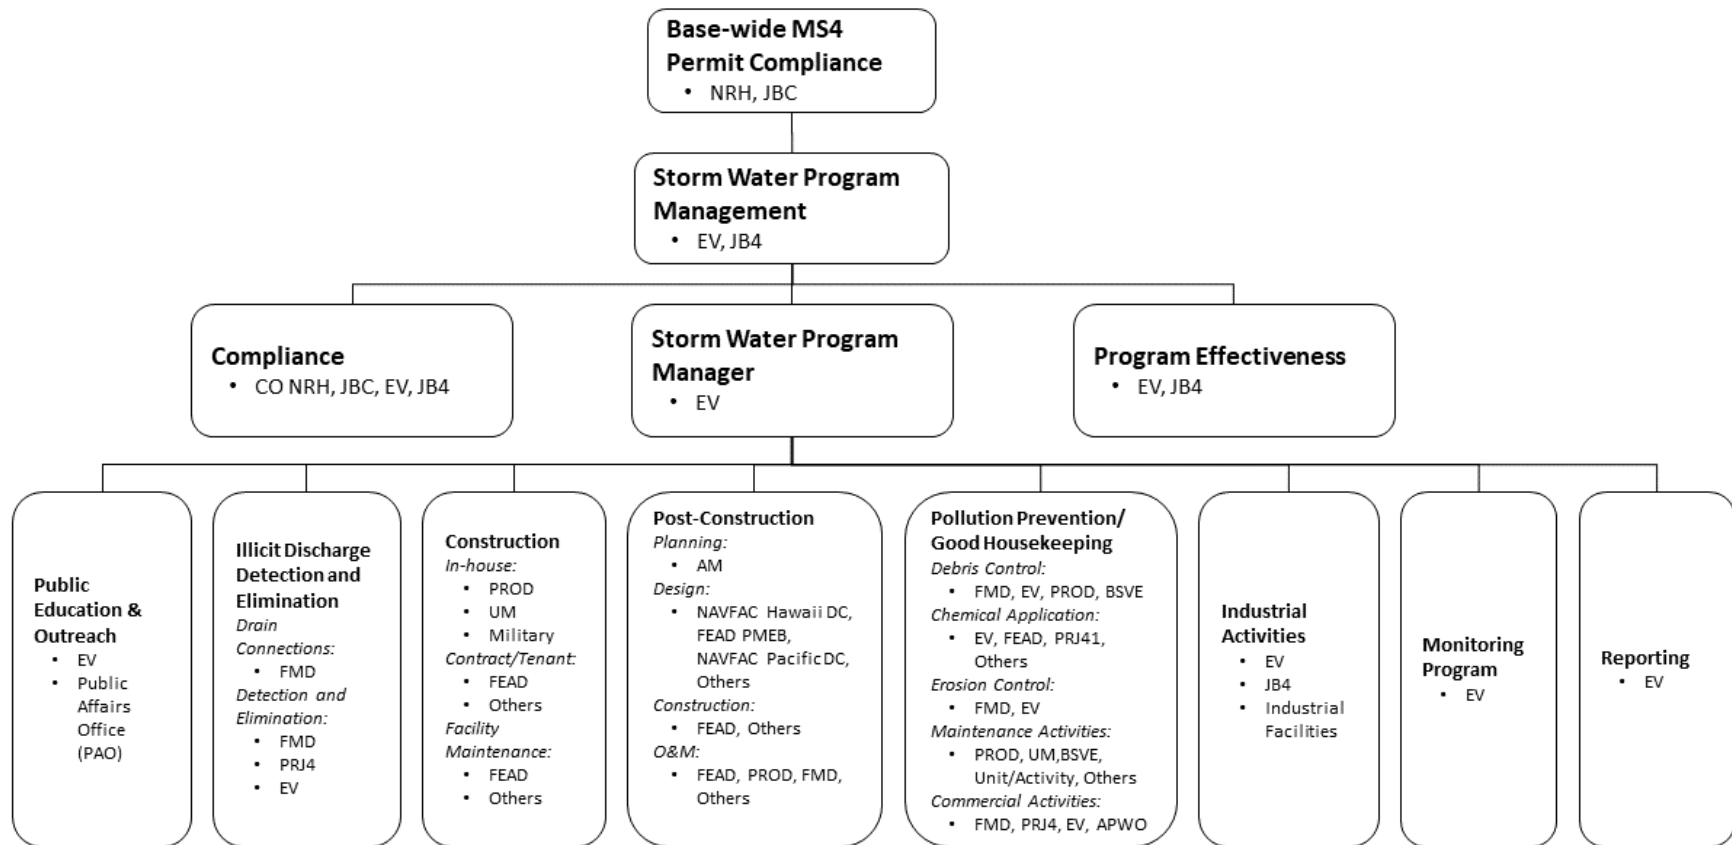 Base-wide MS4
Permit Compliance
• NRH, JBC
Storm Water Program
Management
• EV, JB4
Compliance
• CO NRH, JBC, EV, JB4
Storm Water Program
Manager
• EV
Program Effectiveness
• EV, JB4
Public
Education &
Outreach
• EV
• Public
Affairs
Office
(PAO)
Illicit Discharge
Detection and
Elimination
Drain
Connections:
• FMD
Detection and
Elimination:
• FMD
• PRJ4
• EV
Construction
In-house:
• PROD
• UM
• Military
Contract/Tenant:
• FEAD
• Others
Facility
Maintenance:
• FEAD
• Others
Post-Construction
Planning:
• AM
Design:
• NAVFAC Hawaii DC,
FEAD PMEB,
NAVFAC Pacific DC,
Others
Construction:
• FEAD, Others
O&M:
• FEAD, PROD, FMD,
Others
Pollution Prevention/
Good Housekeeping
Debris Control:
• FMD, EV, PROD, BSVE
Chemical Application:
• EV, FEAD, PRJ41,
Others
Erosion Control:
• FMD, EV
Maintenance Activities:
• PROD, UM,BSVE,
Unit/Activity, Others
Commercial Activities:
• FMD, PRJ4, EV, APWO
Industrial
Activities
• EV
• JB4
• Industrial
Facilities
Monitoring
Program
• EV
Reporting
• EV